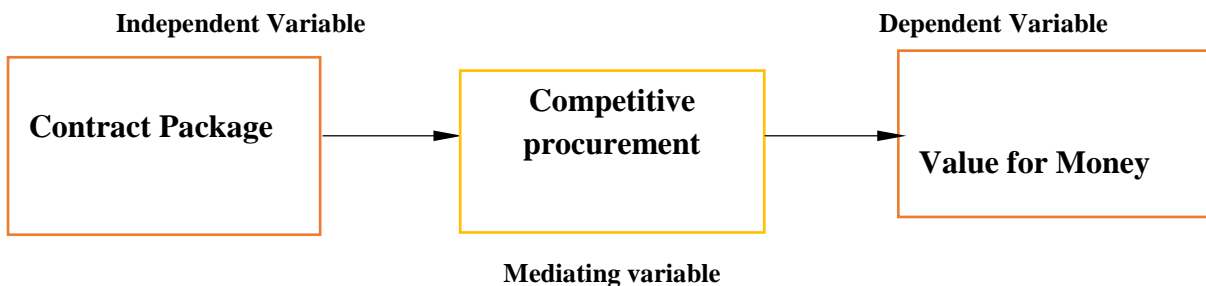 Independent Variable
Dependent Variable
Contract Package
Competitive
procurement
Value for Money
Mediating variable